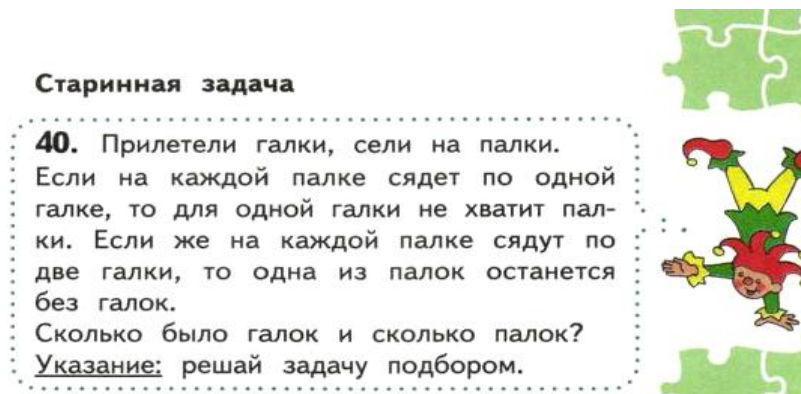 Старинная задача
40. Прилетели галки, сели на палки.
Если на каждой палке сядет по одной
галке, то для одной галки не хватит пал-
ки. Если же на каждой палке сядут по
две галки, то одна из палок останется
без галок.
Сколько было галок и сколько палок?
Указание: решай задачу подбором.